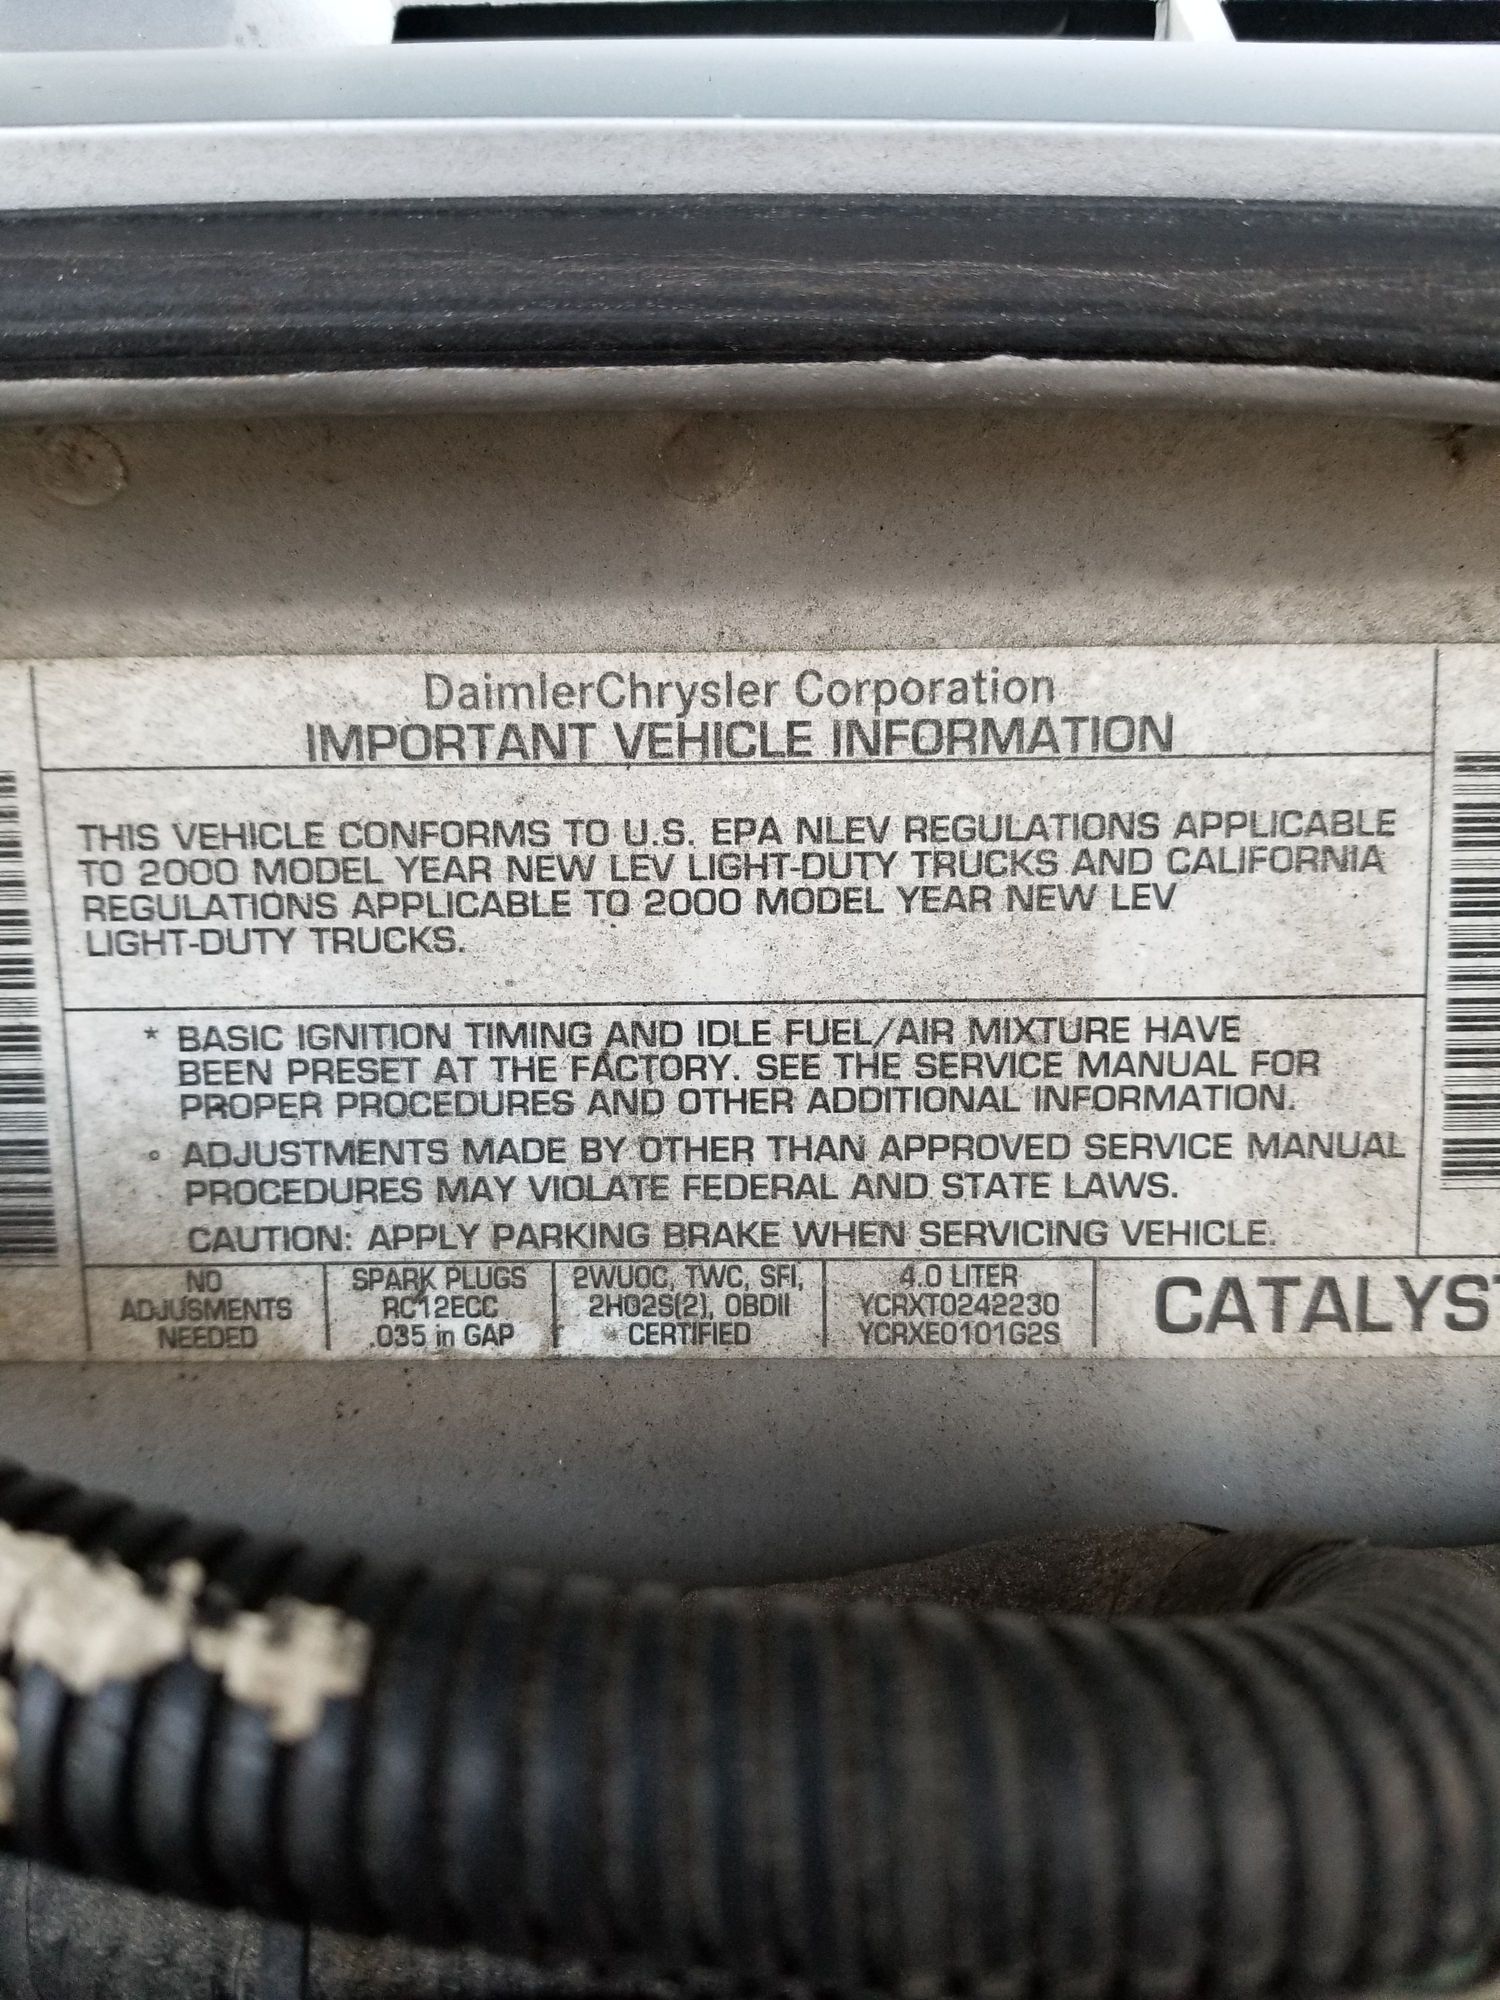 DaimlerChrysler Corporation
IMPORTANT VEHICLE INFORMATION
THIS VEHICLE CONFORMS TO U.S. EPA NLEV REGULATIONS APPLICABLE
TO 2000 MODEL YEAR NEW LEV LIGHT-DUTY TRUCKS AND CALIFORNIA
REGULATIONS APPLICABLE TO 2000 MODEL YEAR NEW LEV
LIGHT-DUTY TRUCKS.
* BASIC IGNITION TIMING AND IDLE FUEL/AIR MIXTURE HAVE
BEEN PRESET AT THE FACTORY. SEE THE SERVICE MANUAL FOR
PROPER PROCEDURES AND OTHER ADDITIONAL INFORMATION.
° ADJUSTMENTS MADE BY OTHER THAN APPROVED SERVICE MANUAL
PROCEDURES MAY VIOLATE FEDERAL AND STATE LAWS.
CAUTION: APPLY PARKING BRAKE WHEN SERVICING VEHICLE.
NO
ADJUSMENTS
NEEDED
SPARK PLUGS
RC12ECC
.035 in GAP
2WUOC, TWC, SFI,
2HO2S(2), OBDII
CERTIFIED
4.0 LITER
YCRXT0242230
YCRXE0101G2S
CATALYST